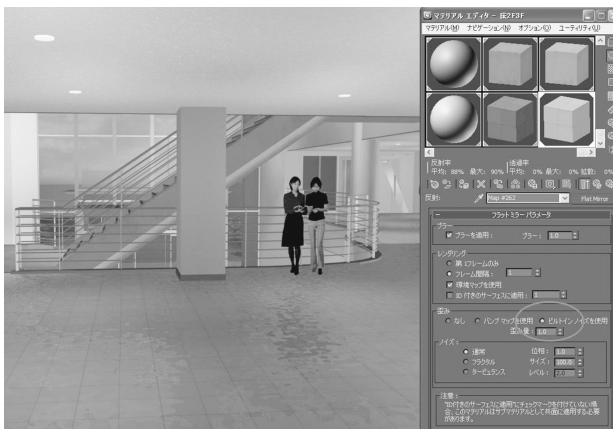 マテリアル エディター - 床2F3F
マテリアル(M) ナビゲーション(N) オプション(O) ユーティリティ(U)
反射率 透過率
平均: 88% 最大: 90% 平均: 0% 最大: 0% 拡散: 0%
反射: Map #262 Flat Mirror
フラット ミラー パラメータ
ブラー
ブラーを適用: ブラー: 1.0
レンダリング
第 1フレームのみ
フレーム間隔: 1
環境マップを使用
ID 付きのサーフェスに適用: 1
歪み
なし バンプ マップを使用 ビルトイン ノイズを使用
歪み量: 1.0
ノイズ:
通常 位相: 1.0
フラクタル サイズ: 100.0
タービュランス レベル:
注意:
"ID付きのサーフェスに適用"にチェックマークを付けていない場
合、このマテリアルはサブマテリアルとして共面に適用する必要
があります。